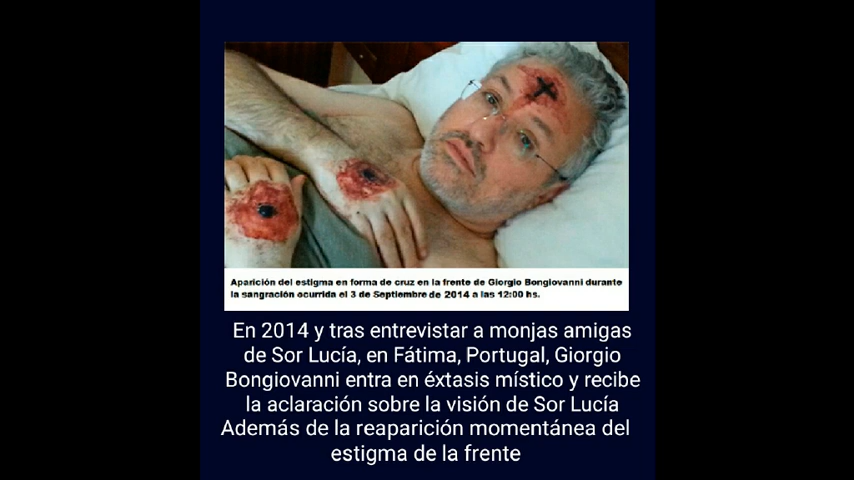 Aparición del estigma en forma de cruz en la frente de Giorgio Bongiovanni durante
la sangración ocurrida el 3 de Septiembre de 2014 a las 12:00 hs.
En 2014 y tras entrevistar a monjas amigas
de Sor Lucía, en Fátima, Portugal, Giorgio
Bongiovanni entra en éxtasis místico y recibe
la aclaración sobre la visión de Sor Lucía
Además de la reaparición momentánea del
estigma de la frente